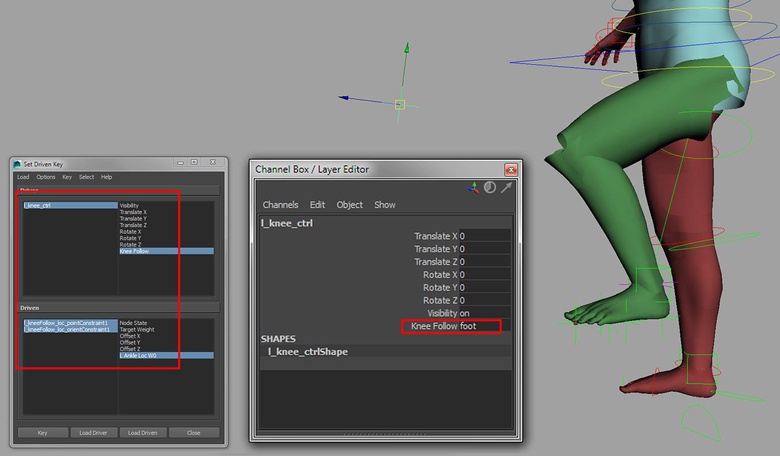 Set Driven Key
Load Options Key Select Help
Driver
l_knee_ctrl
Visibility
Translate X
Translate Y
Translate Z
Rotate X
Rotate Y
Rotate Z
Knee Follow
Driven
l_kneeFollow_loc_pointConstraint1
l_kneeFollow_loc_orientConstraint1
Node State
Target Weight
Offset X
Offset Y
Offset Z
L Ankle Loc W0
Key Load Driver Load Driven Close
Channel Box / Layer Editor
Channels Edit Object Show
l_knee_ctrl
Translate X 0
Translate Y 0
Translate Z 0
Rotate X 0
Rotate Y 0
Rotate Z 0
Visibility on
Knee Follow foot
SHAPES
l_knee_ctrlShape